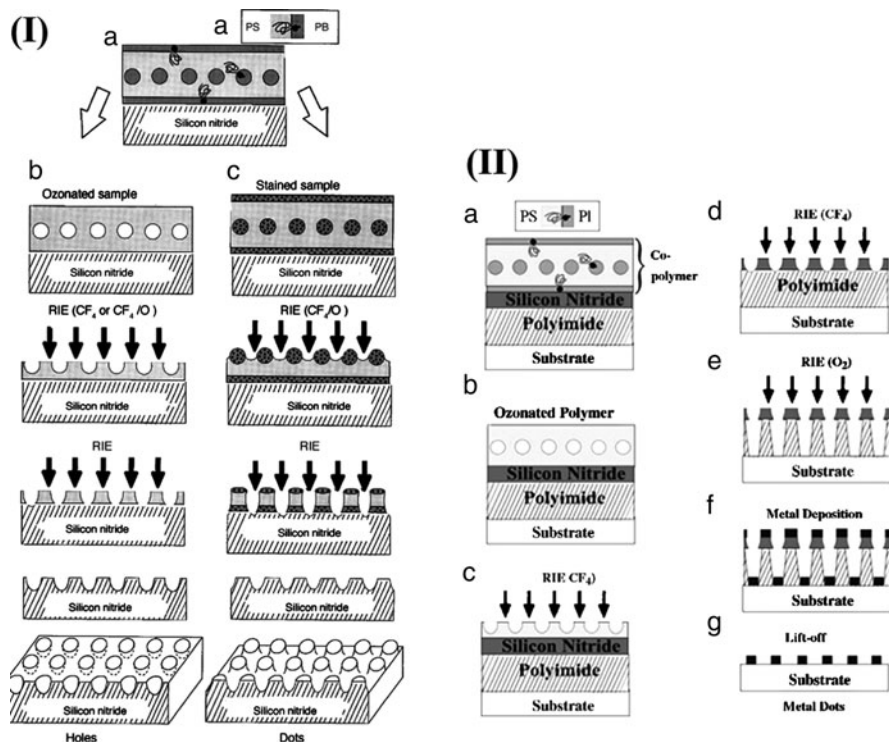 (I)
a
PS PB
a
Silicon nitride
b
Ozonated sample
Silicon nitride
RIE (CF4 or CF4 /O )
Silicon nitride
RIE
Silicon nitride
Silicon nitride
Silicon nitride
Holes
c
Stained sample
Silicon nitride
RIE (CF4/O )
Silicon nitride
RIE
Silicon nitride
Silicon nitride
Silicon nitride
Dots
(II)
a
PS PI
Co-
polymer
Silicon Nitride
Polyimide
Substrate
b
Ozonated Polymer
Silicon Nitride
Polyimide
Substrate
c
RIE CF4)
Silicon Nitride
Polyimide
Substrate
d
RIE (CF4)
Polyimide
Substrate
e
RIE (O2)
Substrate
f
Metal Deposition
Substrate
g
Lift-off
Substrate
Metal Dots